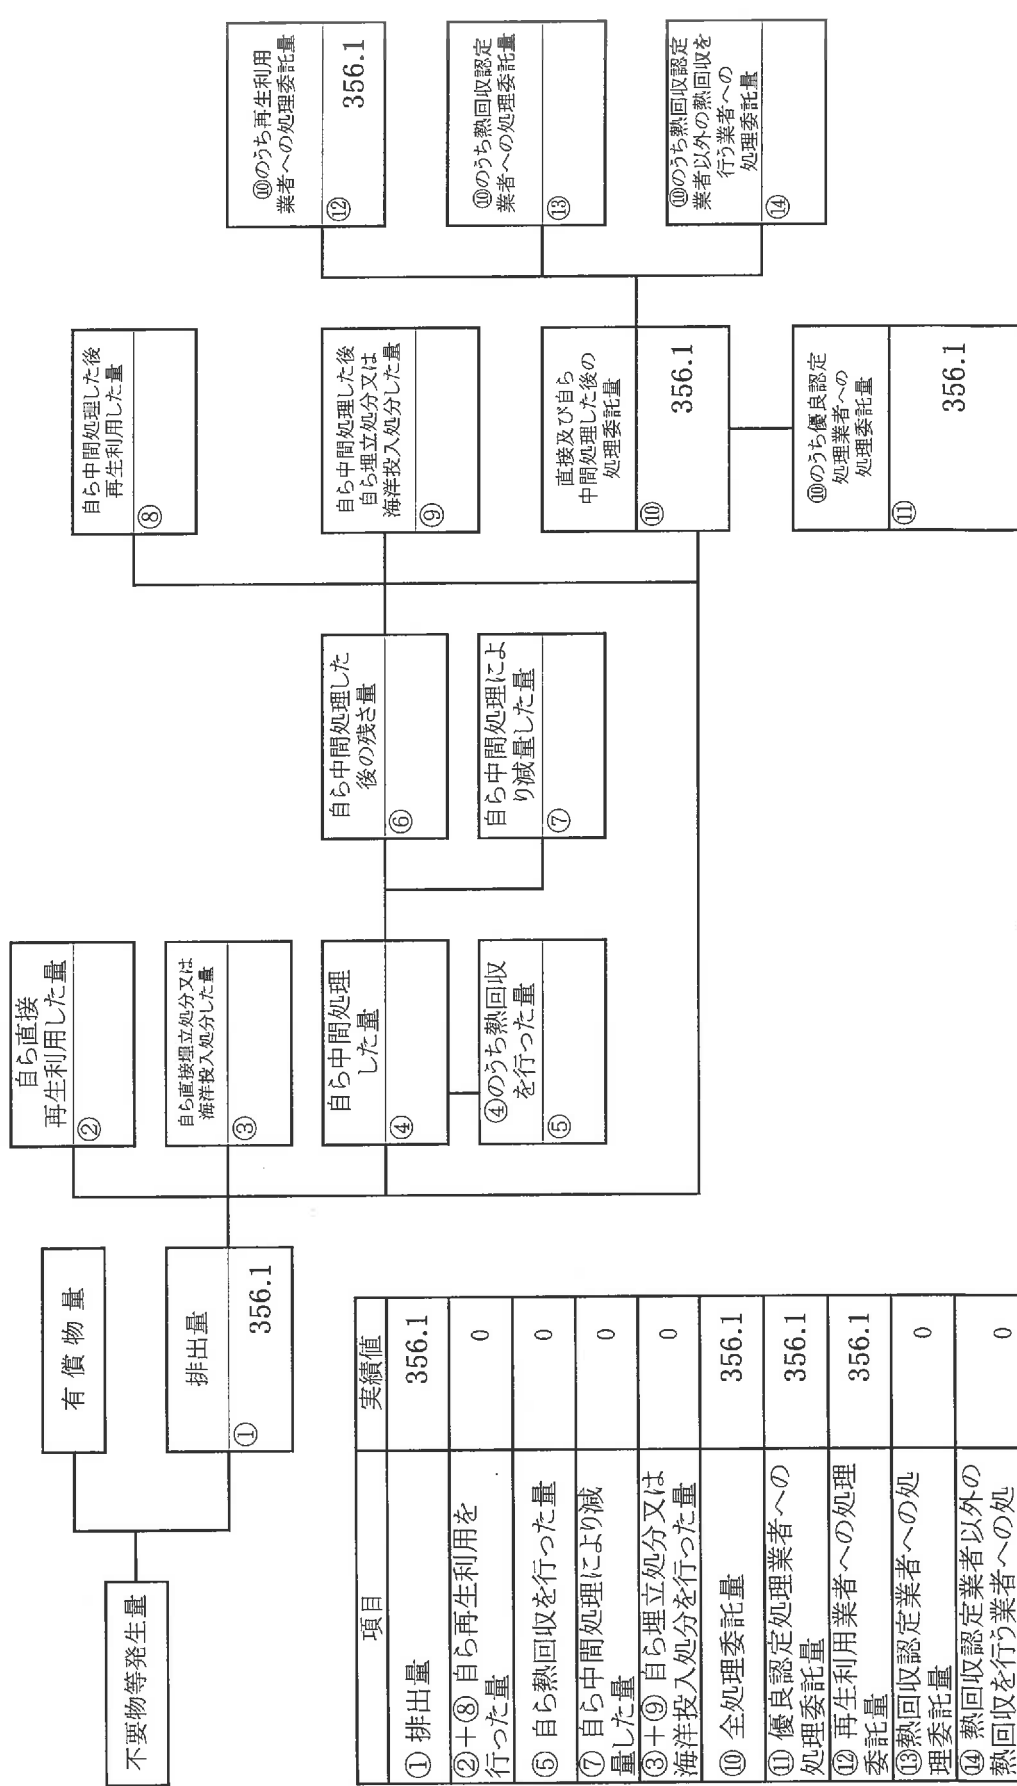 不要物等発生量
有償物量
排出量
① 356.1
自ら直接
再生利用した量
②
自ら直接埋立処分又は
海洋投入処分した量
③
自ら中間処理
した量
④
④のうち熱回収
を行った量
⑤
自ら中間処理した
後の残さ量
⑥
自ら中間処理によ
り減量した量
⑦
自ら中間処理した後
再生利用した量
⑧
自ら中間処理した後
自ら埋立処分又は
海洋投入処分した量
⑨
直接及び自ら
中間処理した後の
処理委託量
⑩ 356.1
⑩のうち優良認定
処理業者への
処理委託量
⑪ 356.1
⑩のうち再生利用
業者への処理委託量
⑫ 356.1
⑩のうち熱回収認定
業者への処理委託量
⑬
⑩のうち熱回収認定
業者以外の熱回収を
行う業者への
処理委託量
⑭
項目 実績値
① 排出量 356.1
②+⑧ 自ら再生利用を
行った量 0
⑤ 自ら熱回収を行った量 0
⑦ 自ら中間処理により減
量した量 0
③+⑨ 自ら埋立処分又は
海洋投入処分を行った量 0
⑩ 全処理委託量 356.1
⑪ 優良認定処理業者への
処理委託量 356.1
⑫ 再生利用業者への処理
委託量 356.1
⑬熱回収認定業者への処
理委託量 0
⑭ 熱回収認定業者以外の
熱回収を行う業者への処 0